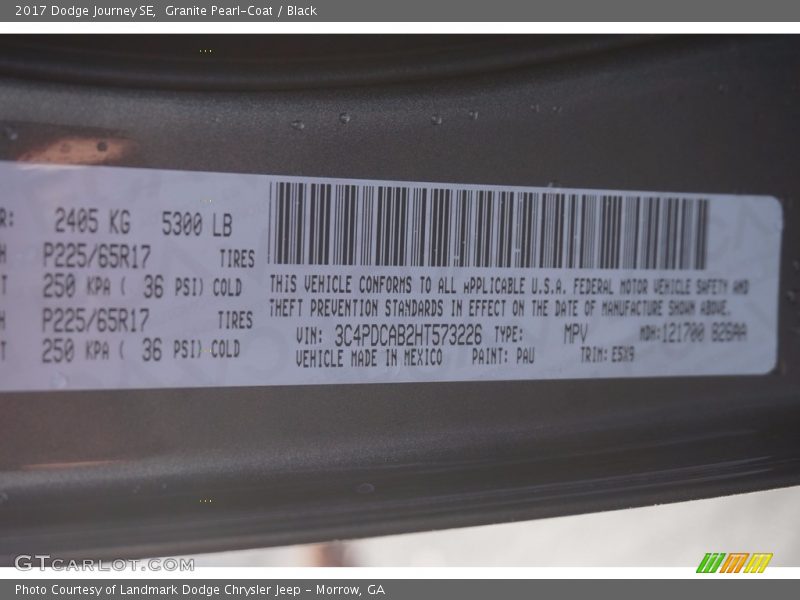 2017 Dodge Journey SE, Granite Pearl-Coat / Black
R: 2405 KG 5300 LB
H P225/65R17 TIRES
T 250 KPA ( 36 PSI) COLD
H P225/65R17 TIRES
T 250 KPA ( 36 PSI) COLD
THIS VEHICLE CONFORMS TO ALL APPLICABLE U.S.A. FEDERAL MOTOR VEHICLE SAFETY AND
THEFT PREVENTION STANDARDS IN EFFECT ON THE DATE OF MANUFACTURE SHOWN ABOVE.
VIN: 3C4PDCAB2HT573226 TYPE: MPV MDH:121700 826AA
VEHICLE MADE IN MEXICO PAINT: PAU TRIM: E5X9
GTCARLOT.COM
Photo Courtesy of Landmark Dodge Chrysler Jeep - Morrow, GA